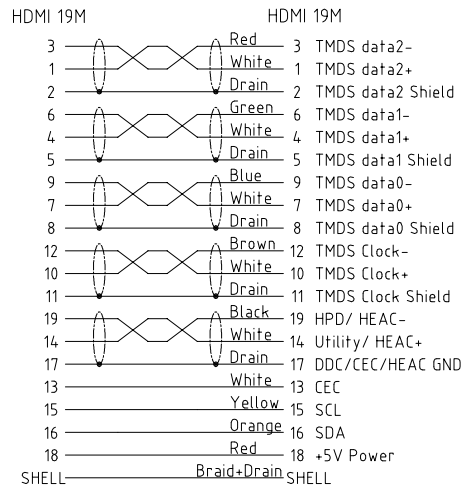 HDMI 19M HDMI 19M
3 Red 3 TMDS data2-
1 White 1 TMDS data2+
2 Drain 2 TMDS data2 Shield
6 Green 6 TMDS data1-
4 White 4 TMDS data1+
5 Drain 5 TMDS data1 Shield
9 Blue 9 TMDS data0-
7 White 7 TMDS data0+
8 Drain 8 TMDS data0 Shield
12 Brown 12 TMDS Clock-
10 White 10 TMDS Clock+
11 Drain 11 TMDS Clock Shield
19 Black 19 HPD/ HEAC-
14 White 14 Utility/ HEAC+
17 Drain 17 DDC/CEC/HEAC GND
13 White 13 CEC
15 Yellow 15 SCL
16 Orange 16 SDA
18 Red 18 +5V Power
SHELL Braid+Drain SHELL